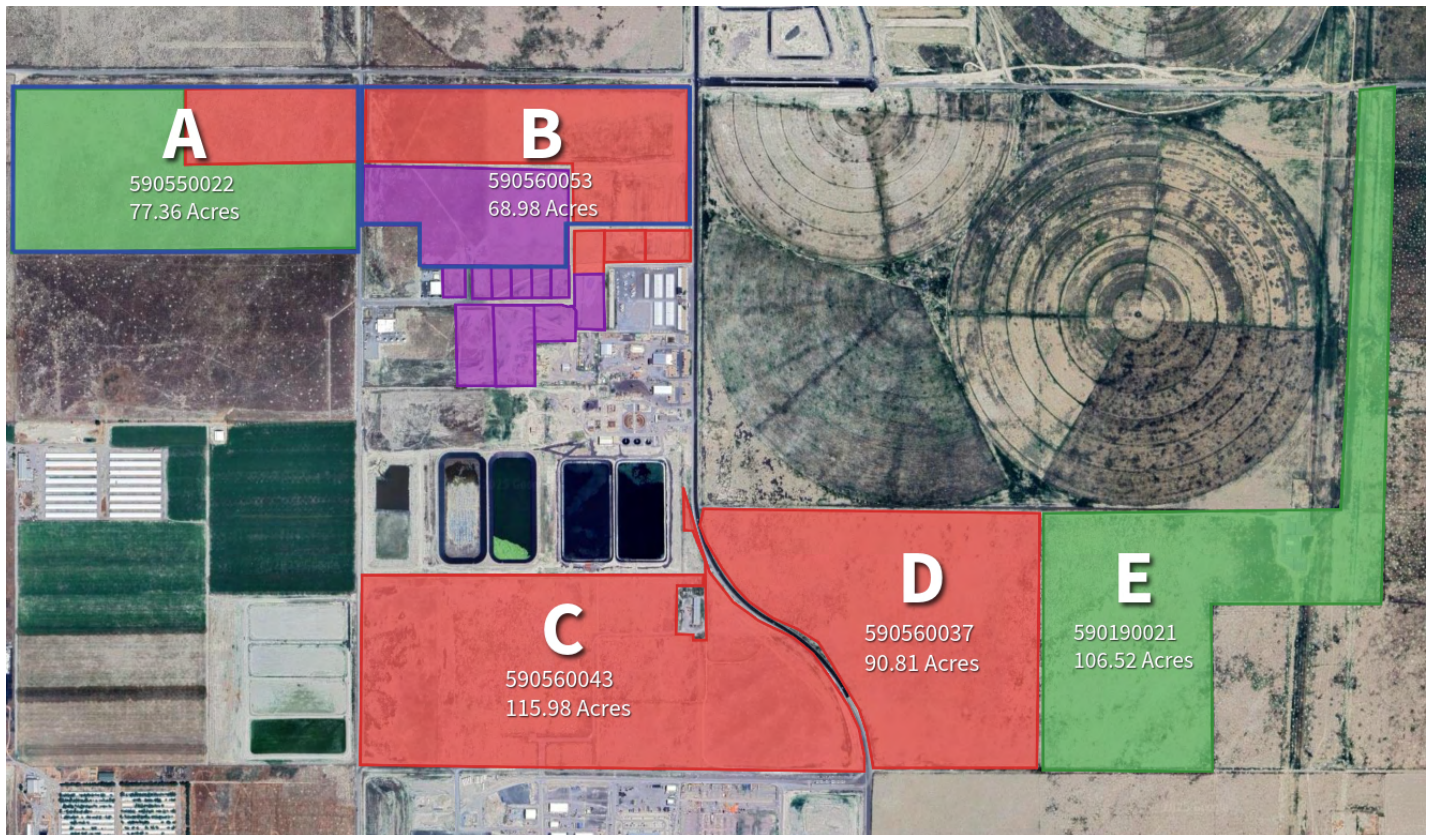 A
590550022
77.36 Acres
B
590560053
68.98 Acres
C
590560043
115.98 Acres
D
590560037
90.81 Acres
E
590190021
106.52 Acres